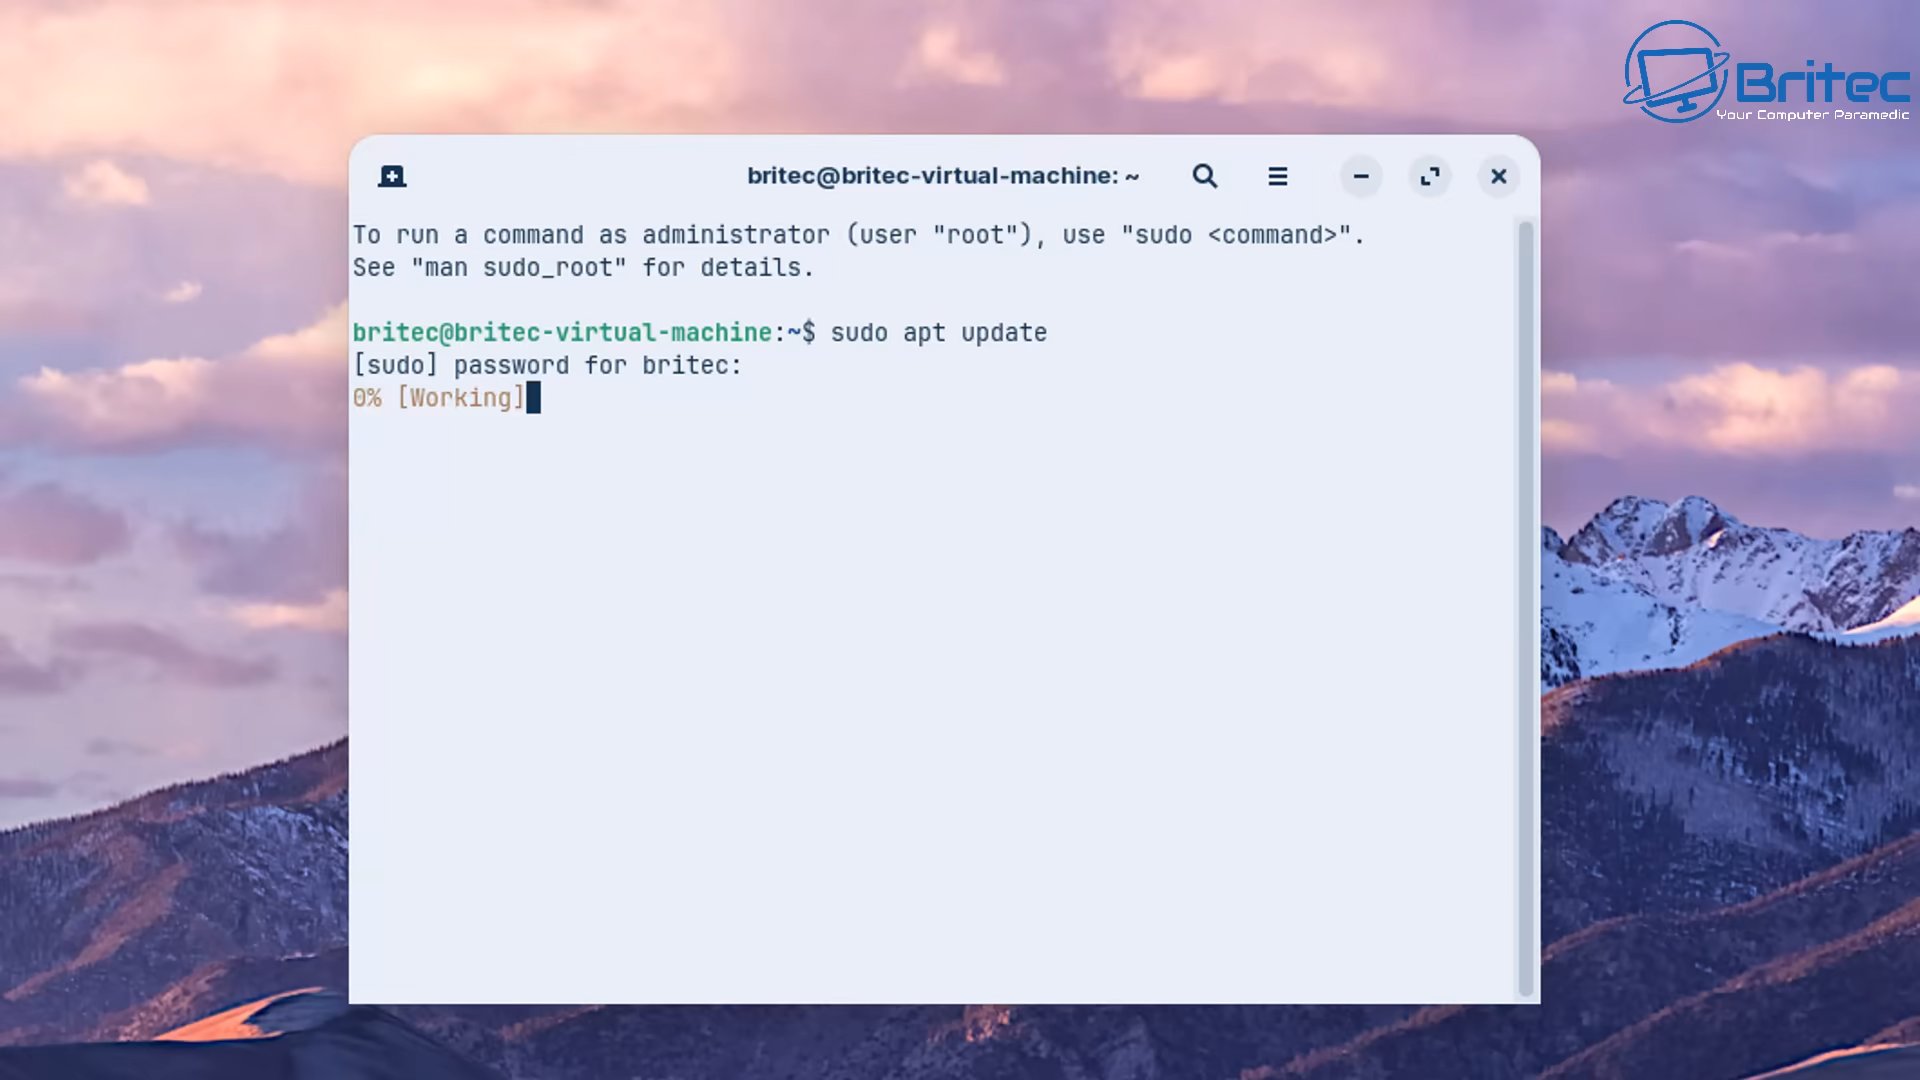 Britec
Your Computer Paramedic
britec@britec-virtual-machine: ~
To run a command as administrator (user "root"), use "sudo <command>".
See "man sudo_root" for details.
britec@britec-virtual-machine:~$ sudo apt update
[sudo] password for britec:
0% [Working]